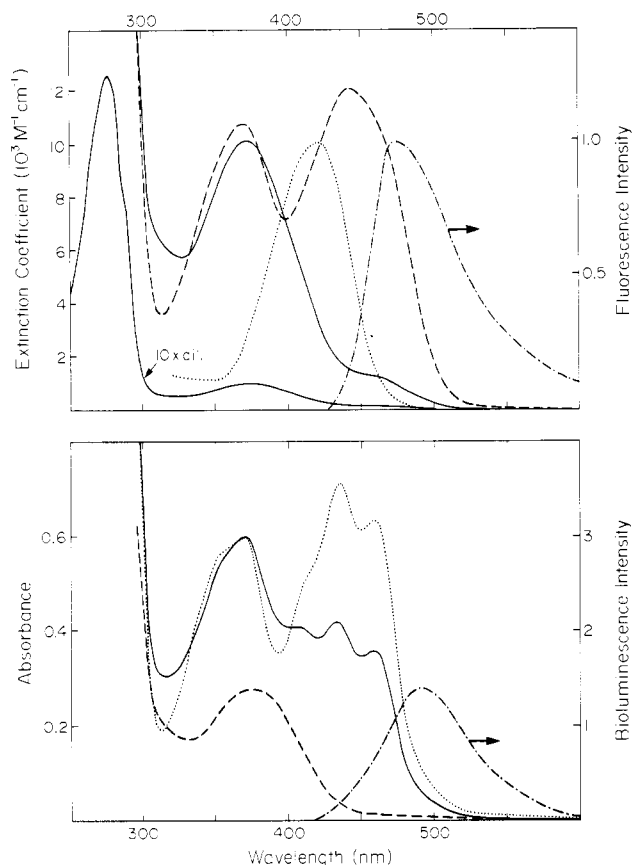 300 400 500
Extinction Coefficient (10³ M⁻¹ cm⁻¹)
12
10
8
6
4
2
10 x dil.
1.0
0.5
Fluorescence Intensity
Absorbance
0.6
0.4
0.2
3
2
1
Bioluminescence Intensity
300 400 500
Wavelength (nm)